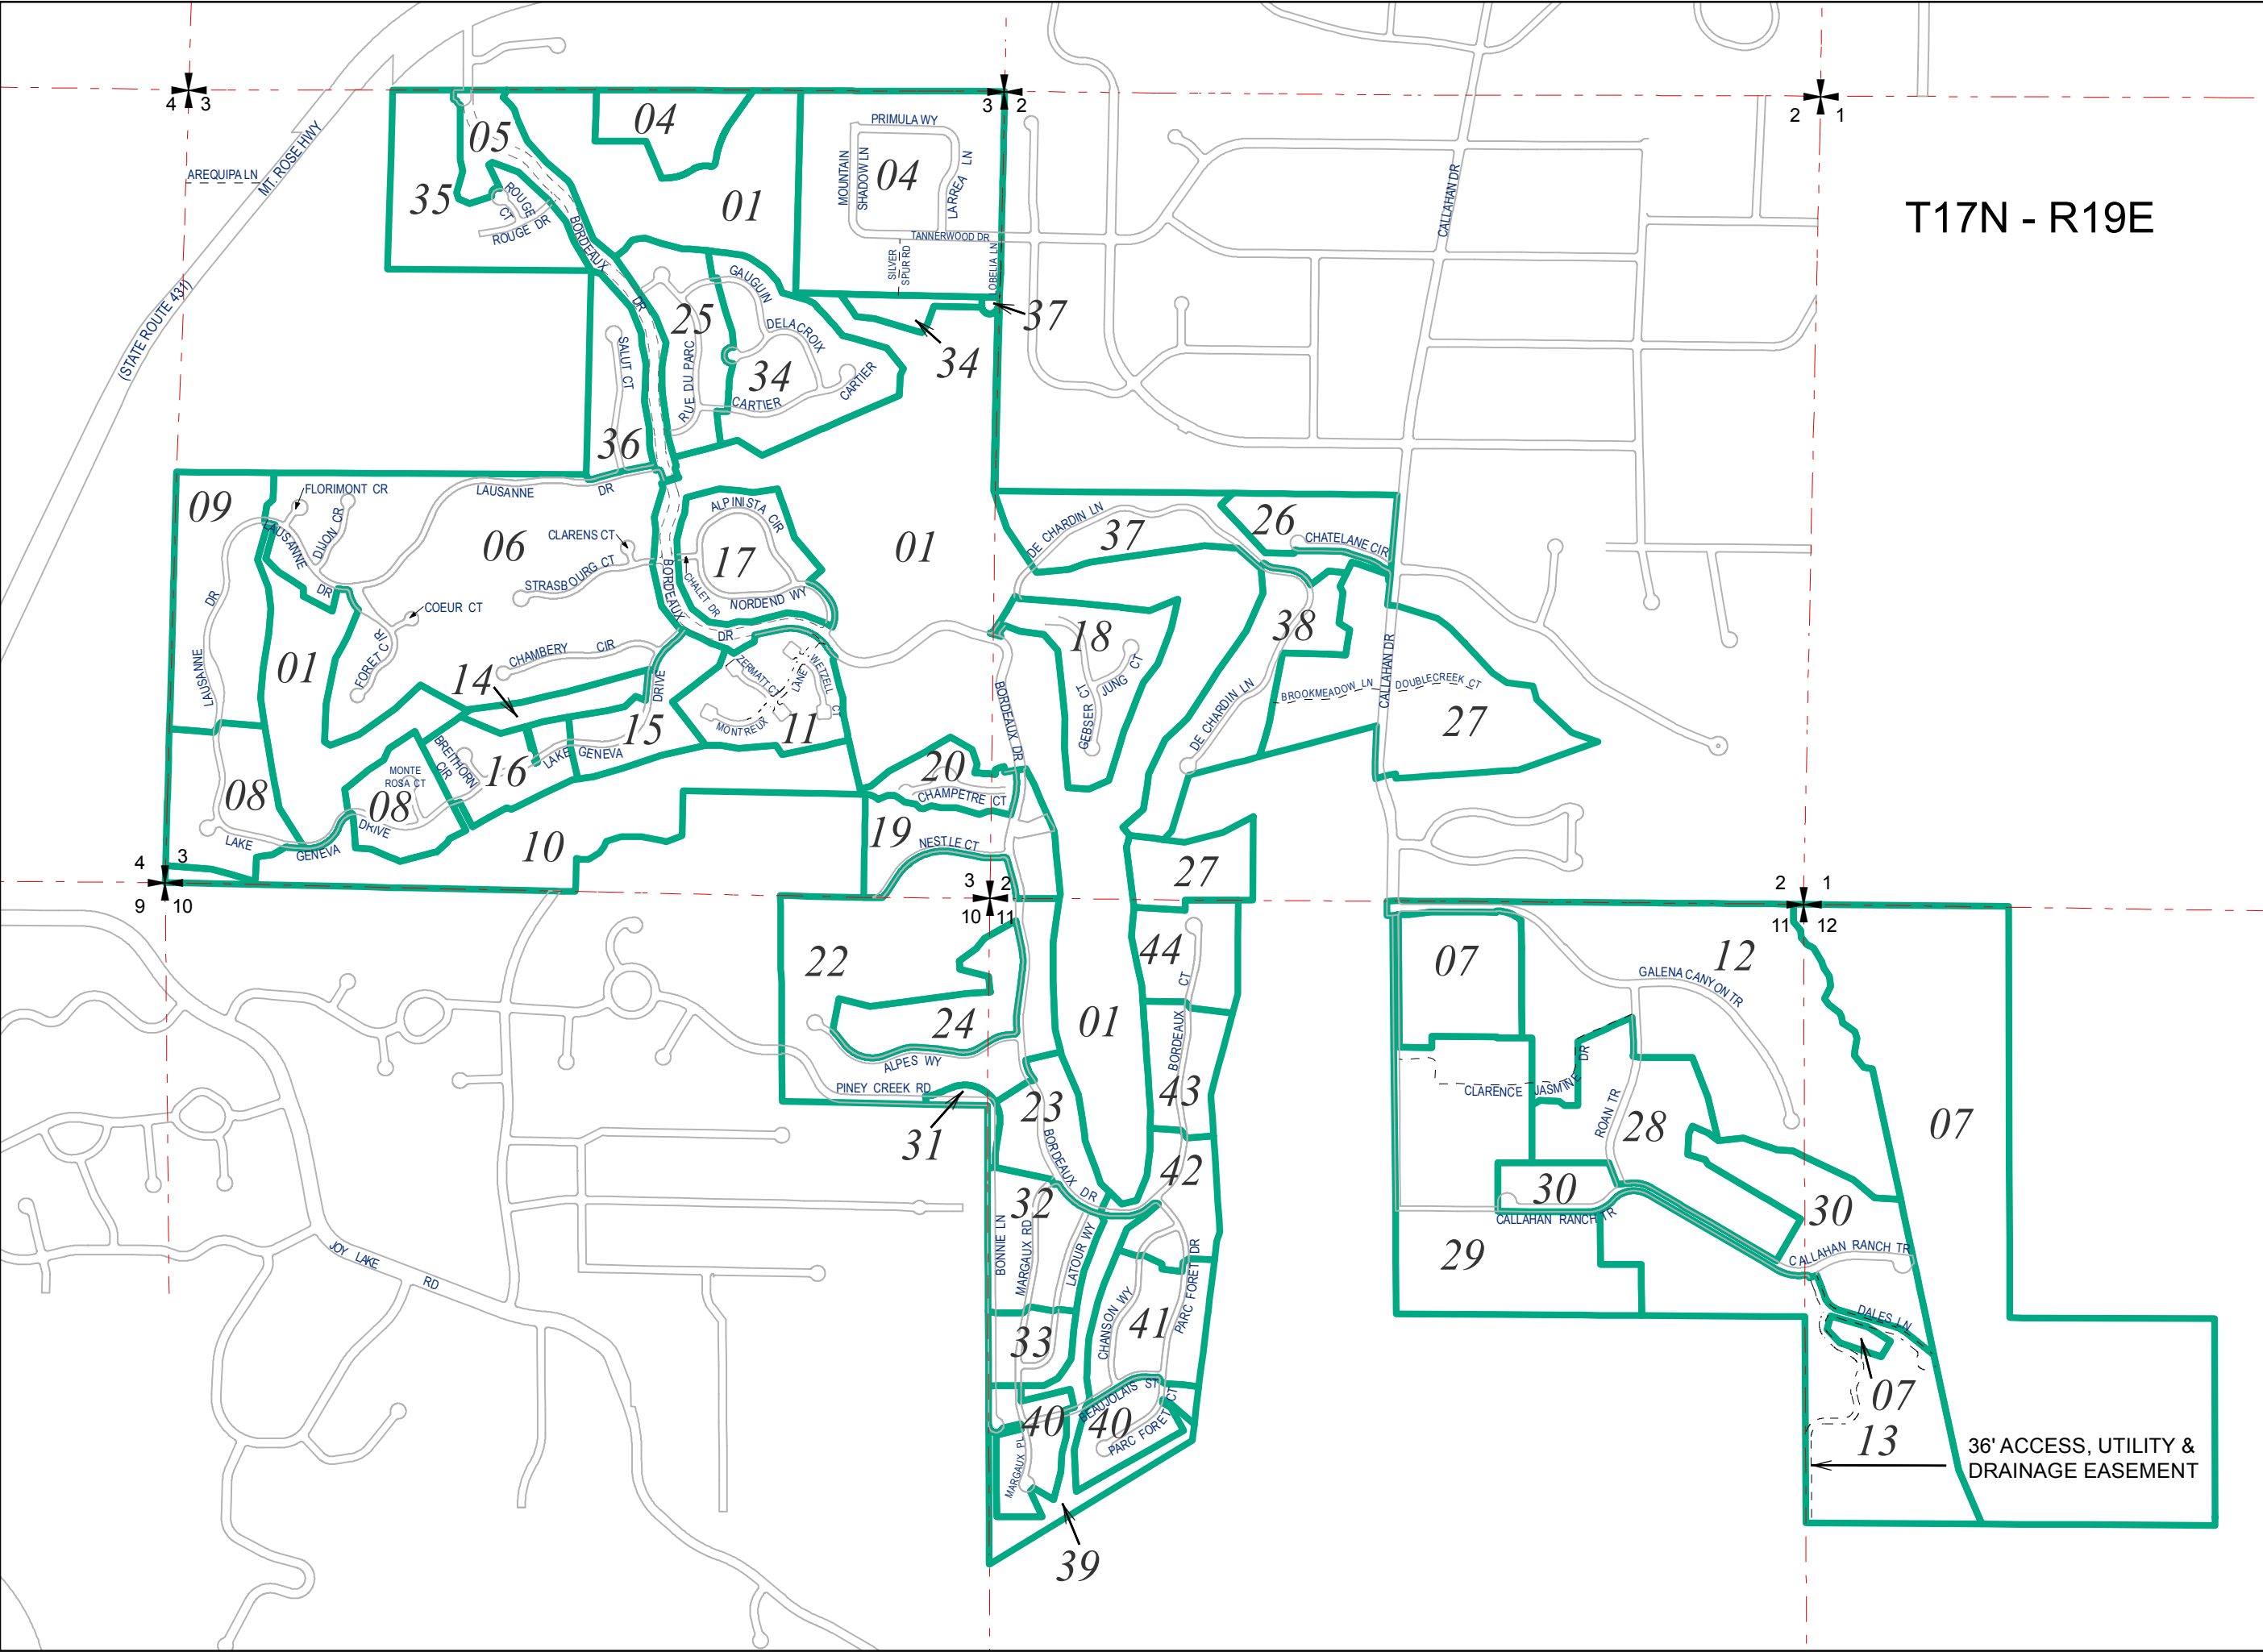 4 3
3 2
2 1
T17N - R19E
AREQUIPA LN
MT. ROSE HWY
(STATE ROUTE 431)
05
04
35
ROUGE CT
ROUGE DR
BORDEAUX DR
01
PRIMULA WY
MOUNTAIN
SHADOW LN
04
LARREA LN
TANNERWOOD DR
SILVER
SPUR RD
LOBELIA LN
CALLAHAN DR
37
34
25
GAUGUIN
DELACROIX
34
RUE DU PARC
CARTIER
CARTIER
SALUT CT
36
09
FLORIMONT CR
LAUSANNE DR
DIJON CR
LAUSANNE DR
06
CLARENS CT
STRASBOURG CT
COEUR CT
FORET CIR
CHAMBERY CIR
LAUSANNE DR
01
BORDEAUX DR
ALPINISTA CIR
17
CHALET DR
NORDEND WY
01
DE CHARDIN LN
37
26
CHATELANE CIR
18
GEBSER CT
JUNG CT
38
DE CHARDIN LN
BROOKMEADOW LN
DOUBLECREEK CT
CALLAHAN DR
27
14
DRIVE
15
ZERMATT CT
LANE
WETZELL CT
MONTREUX
11
BREITHORN CIR
16
LAKE GENEVA
MONTE
ROSA CT
08
08
LAKE GENEVA DRIVE
10
BORDEAUX DR
20
CHAMPETRE CT
19
NESTLE CT
27
4 3
9 10
3 2
10 11
2 1
11 12
22
24
ALPES WY
PINEY CREEK RD
31
01
44
BORDEAUX CT
43
42
23
BORDEAUX DR
32
BONNIE LN
MARGAUX RD
LATOUR WY
33
CHANSON WY
41
PARC FORET DR
BEAUJOLAIS ST
40
40
PARC FORET CT
MARGAUX PL
39
JOY LAKE RD
07
12
GALENA CANYON TR
CLARENCE
JASMINE DR
ROAN TR
28
07
30
CALLAHAN RANCH TR
29
30
CALLAHAN RANCH TR
DALES LN
07
13
36' ACCESS, UTILITY &
DRAINAGE EASEMENT